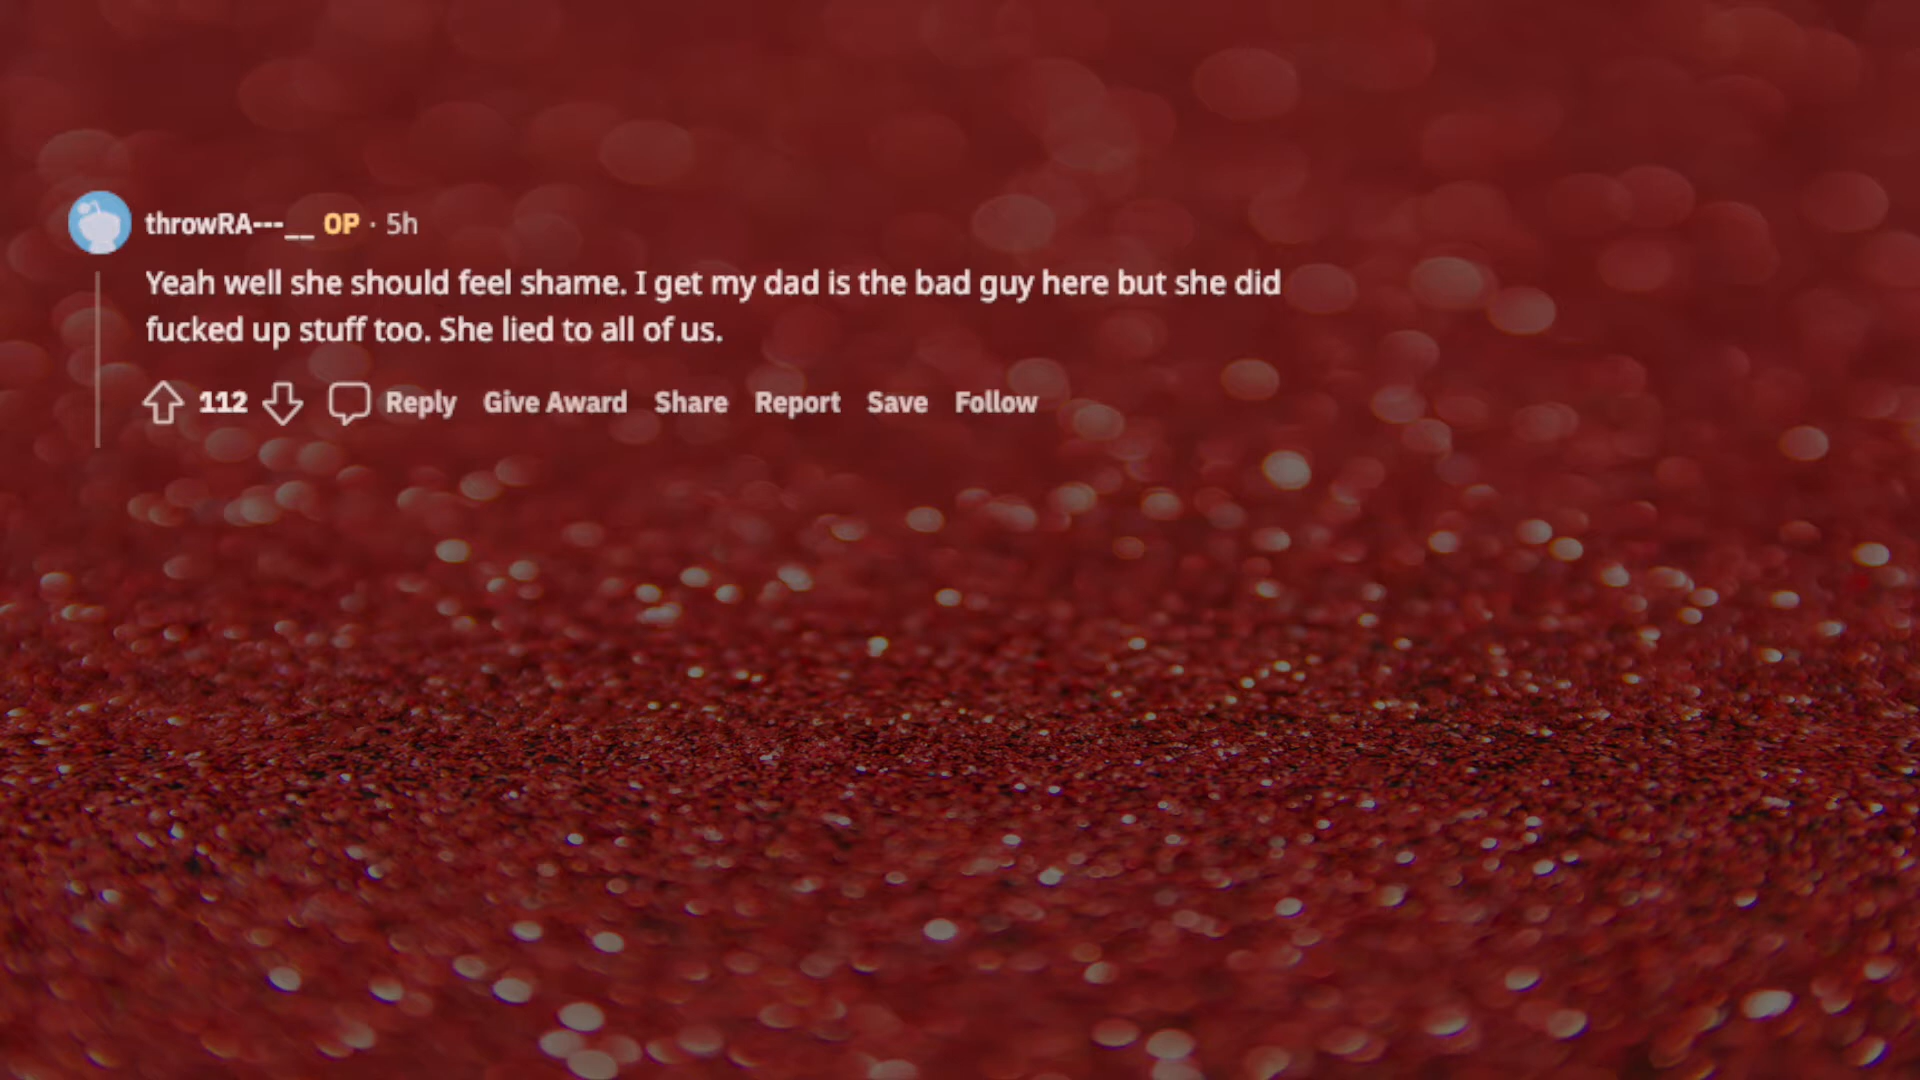 throwRA---__ OP · 5h
Yeah well she should feel shame. I get my dad is the bad guy here but she did
fucked up stuff too. She lied to all of us.
112 Reply Give Award Share Report Save Follow